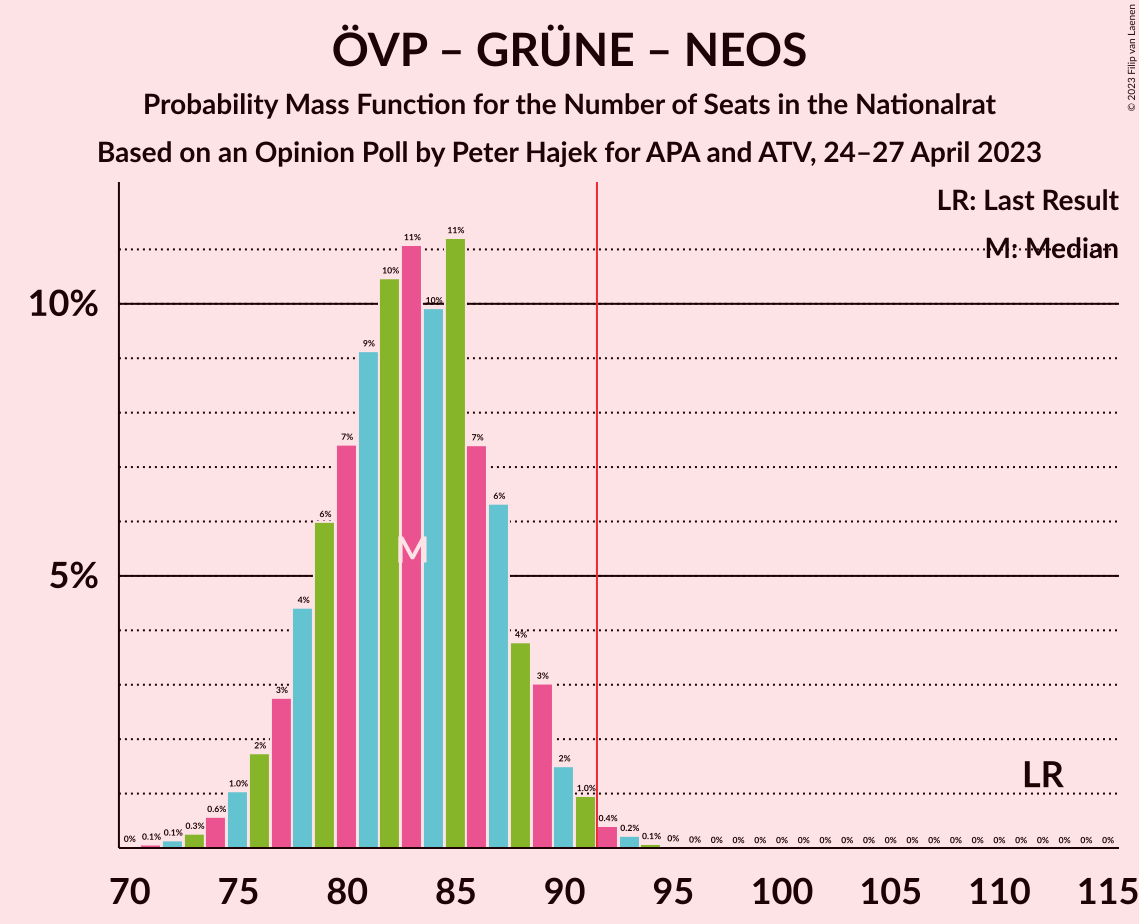 ÖVP – GRÜNE – NEOS
Probability Mass Function for the Number of Seats in the Nationalrat
Based on an Opinion Poll by Peter Hajek for APA and ATV, 24–27 April 2023
© 2023 Filip van Laenen
LR: Last Result
M: Median
10%
5%
0% 0.1% 0.1% 0.3% 0.6% 1.0% 2% 3% 4% 6% 7% 9% 10% 11% 10% 11% 7% 6% 4% 3% 2% 1.0% 0.4% 0.2% 0.1% 0% 0% 0% 0% 0% 0% 0% 0% 0% 0% 0% 0% 0% 0% 0% 0% 0% 0% 0% 0% 0%
M
LR
70 75 80 85 90 95 100 105 110 115